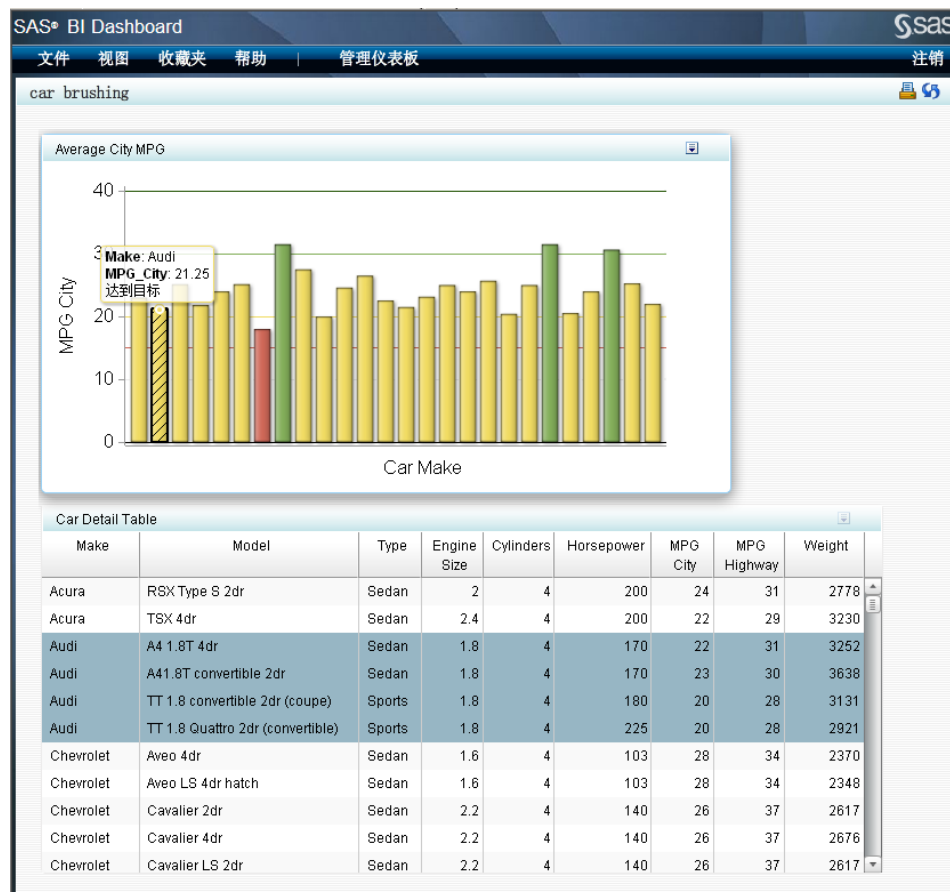 SAS® BI Dashboard
sas
文件 视图 收藏夹 帮助 | 管理仪表板 注销
car brushing
Average City MPG
40
30
20
10
0
MPG City
Make: Audi
MPG_City: 21.25
达到目标
Car Make
Car Detail Table
Make Model Type Engine Size Cylinders Horsepower MPG City MPG Highway Weight
Acura RSX Type S 2dr Sedan 2 4 200 24 31 2778
Acura TSX 4dr Sedan 2.4 4 200 22 29 3230
Audi A4 1.8T 4dr Sedan 1.8 4 170 22 31 3252
Audi A41.8T convertible 2dr Sedan 1.8 4 170 23 30 3638
Audi TT 1.8 convertible 2dr (coupe) Sports 1.8 4 180 20 28 3131
Audi TT 1.8 Quattro 2dr (convertible) Sports 1.8 4 225 20 28 2921
Chevrolet Aveo 4dr Sedan 1.6 4 103 28 34 2370
Chevrolet Aveo LS 4dr hatch Sedan 1.6 4 103 28 34 2348
Chevrolet Cavalier 2dr Sedan 2.2 4 140 26 37 2617
Chevrolet Cavalier 4dr Sedan 2.2 4 140 26 37 2676
Chevrolet Cavalier LS 2dr Sedan 2.2 4 140 26 37 2617